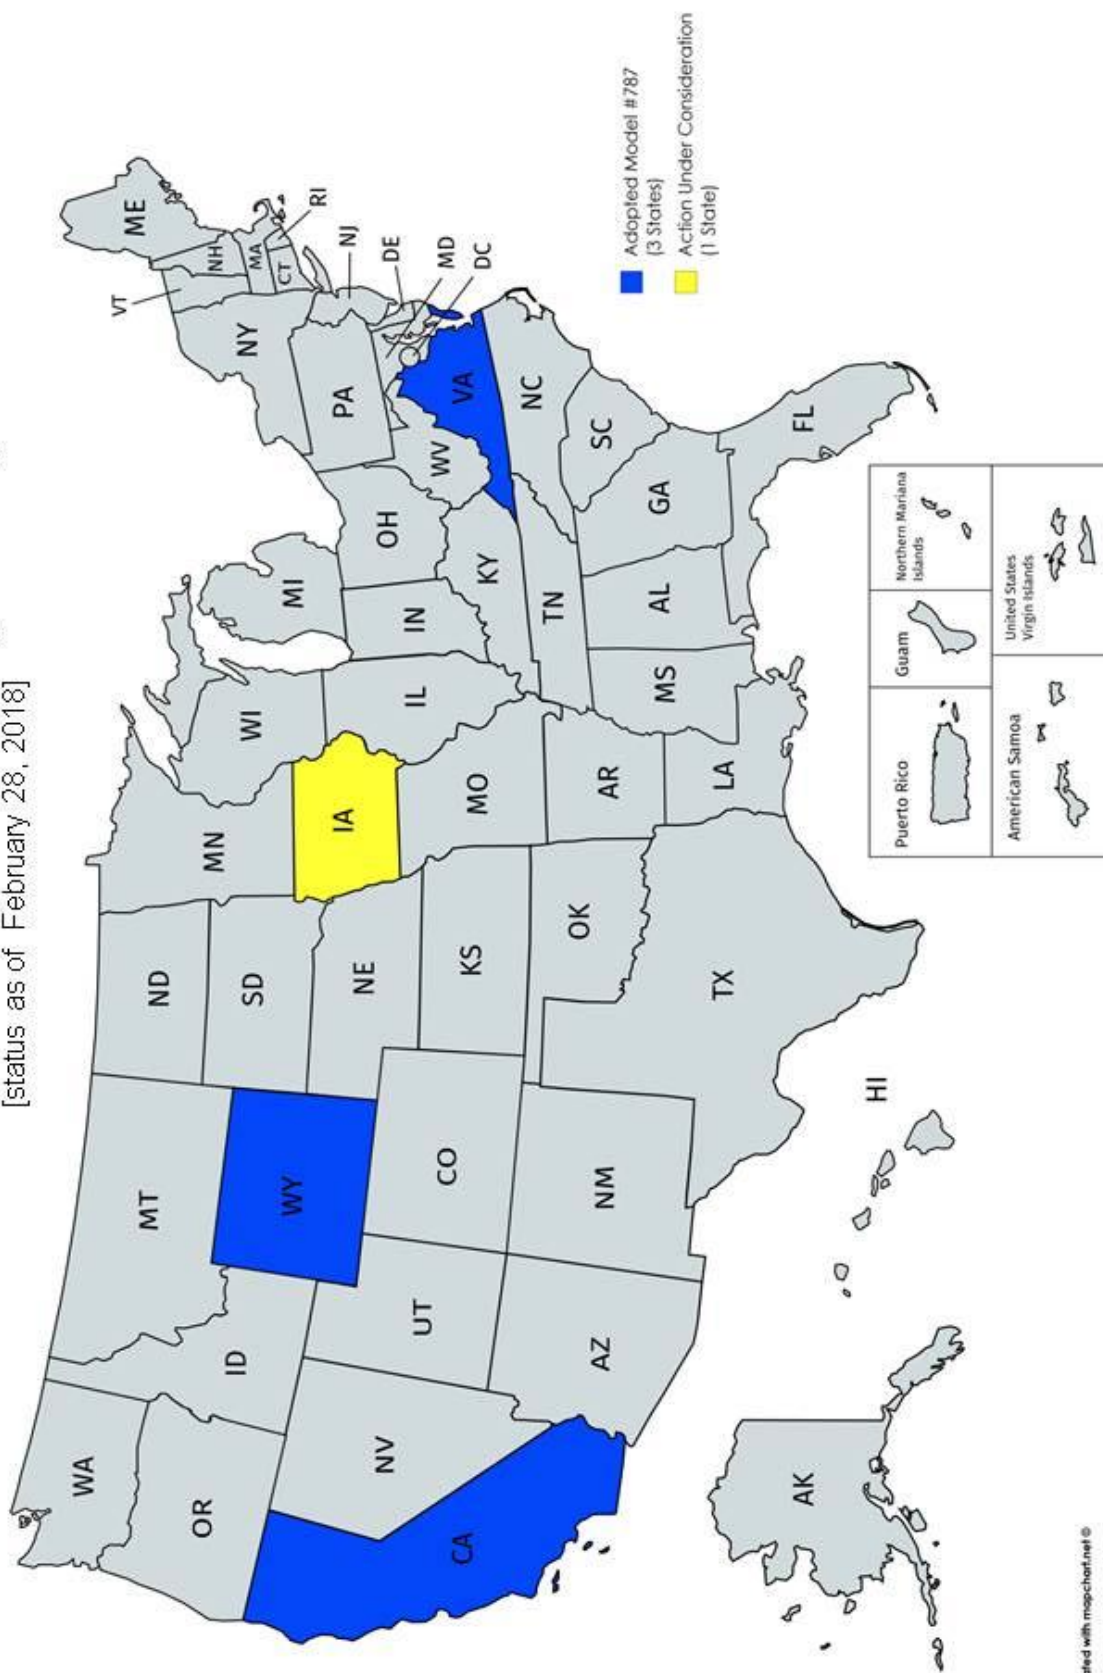 [status as of February 28, 2018]
WA
OR
CA
NV
ID
MT
WY
UT
AZ
CO
NM
ND
SD
NE
KS
OK
TX
MN
IA
MO
AR
LA
WI
IL
MS
MI
IN
KY
TN
AL
OH
WV
GA
FL
SC
NC
VA
PA
NY
VT
NH
ME
MA
CT
RI
NJ
DE
MD
DC
AK
HI
Adopted Model #787
(3 States)
Action Under Consideration
(1 State)
Puerto Rico
Guam
Northern Mariana
Islands
American Samoa
United States
Virgin Islands
with mapchart.net ©